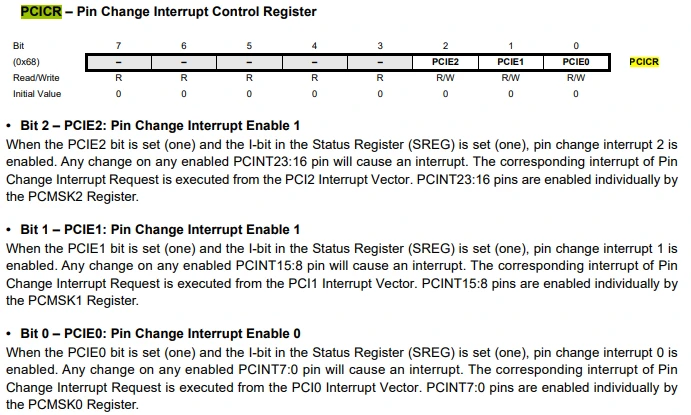 PCICR – Pin Change Interrupt Control Register
Bit 7 6 5 4 3 2 1 0
(0x68) – – – – – PCIE2 PCIE1 PCIE0 PCICR
Read/Write R R R R R R/W R/W R/W
Initial Value 0 0 0 0 0 0 0 0
• Bit 2 – PCIE2: Pin Change Interrupt Enable 1
When the PCIE2 bit is set (one) and the I-bit in the Status Register (SREG) is set (one), pin change interrupt 2 is
enabled. Any change on any enabled PCINT23:16 pin will cause an interrupt. The corresponding interrupt of Pin
Change Interrupt Request is executed from the PCI2 Interrupt Vector. PCINT23:16 pins are enabled individually by
the PCMSK2 Register.
• Bit 1 – PCIE1: Pin Change Interrupt Enable 1
When the PCIE1 bit is set (one) and the I-bit in the Status Register (SREG) is set (one), pin change interrupt 1 is
enabled. Any change on any enabled PCINT15:8 pin will cause an interrupt. The corresponding interrupt of Pin
Change Interrupt Request is executed from the PCI1 Interrupt Vector. PCINT15:8 pins are enabled individually by
the PCMSK1 Register.
• Bit 0 – PCIE0: Pin Change Interrupt Enable 0
When the PCIE0 bit is set (one) and the I-bit in the Status Register (SREG) is set (one), pin change interrupt 0 is
enabled. Any change on any enabled PCINT7:0 pin will cause an interrupt. The corresponding interrupt of Pin
Change Interrupt Request is executed from the PCI0 Interrupt Vector. PCINT7:0 pins are enabled individually by
the PCMSK0 Register.